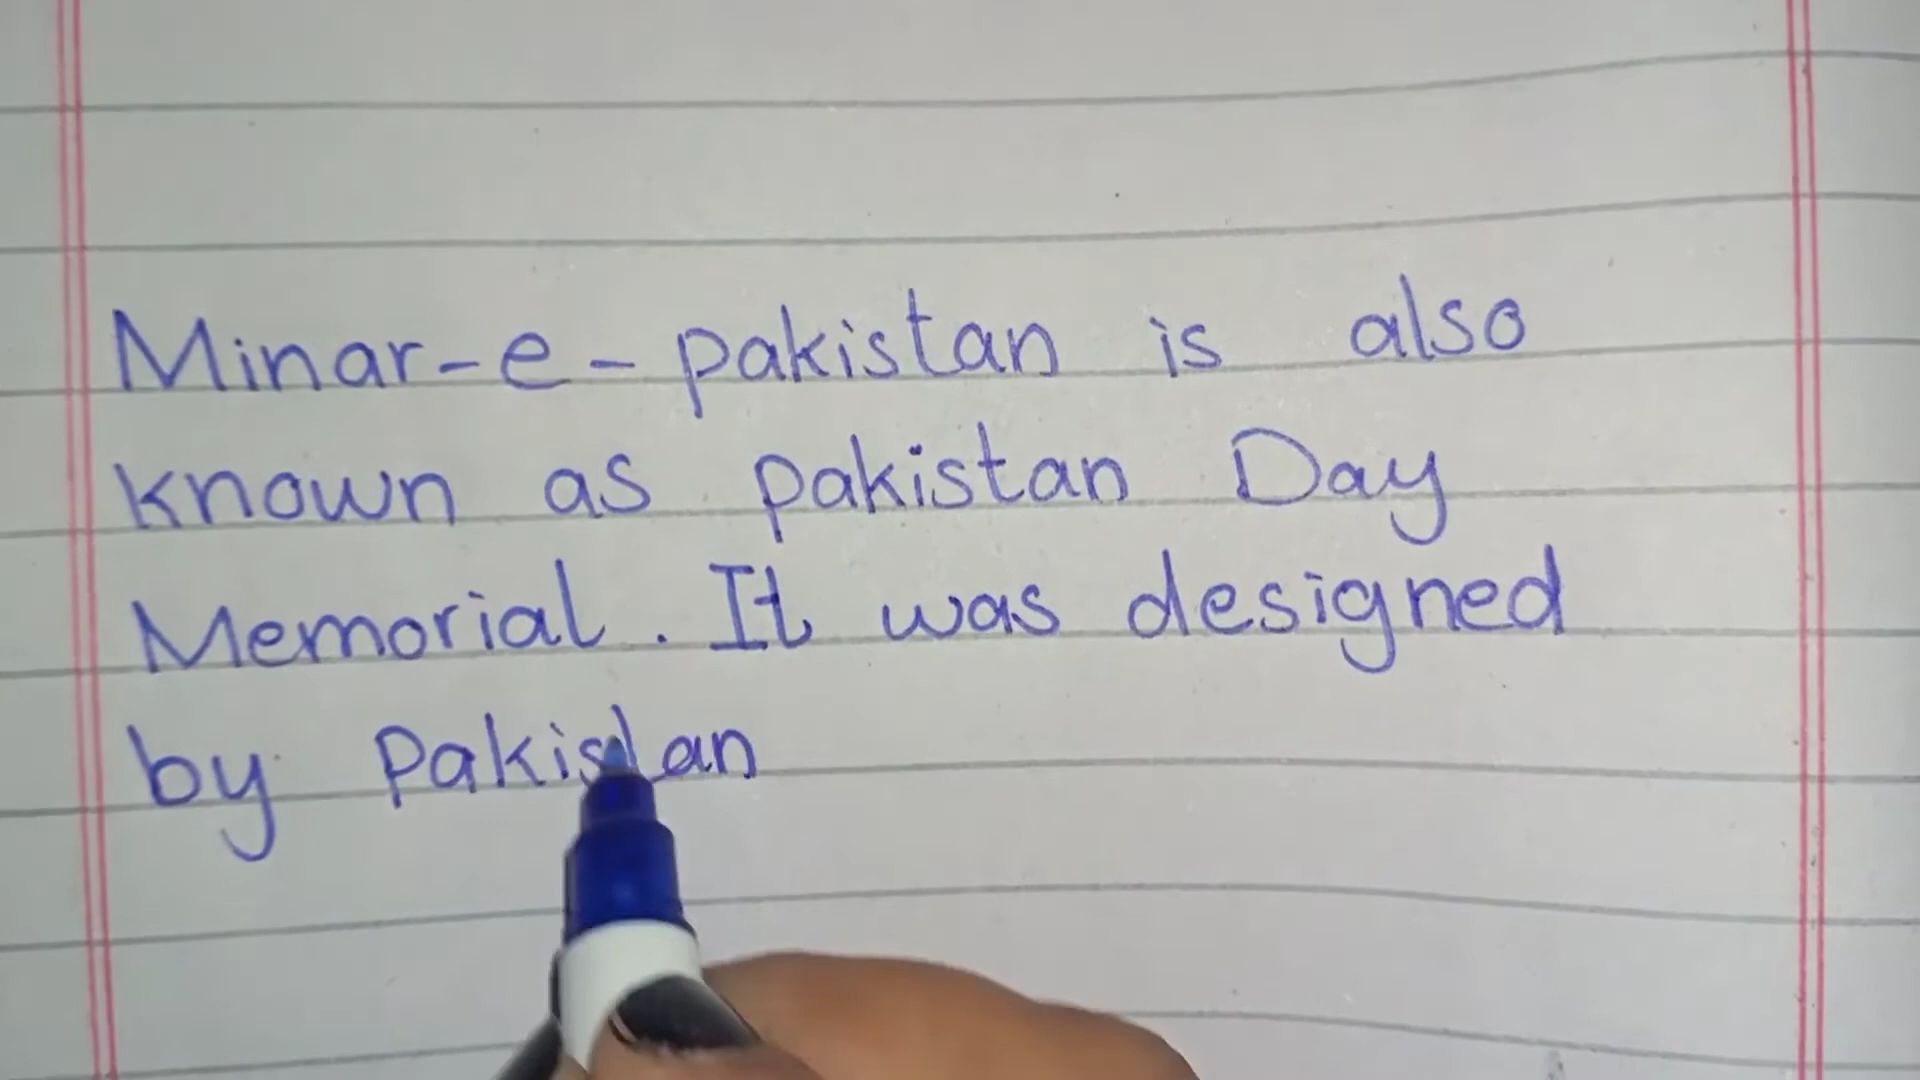 Minar-e-pakistan is also
known as pakistan Day
Memorial. It was designed
by pakistan